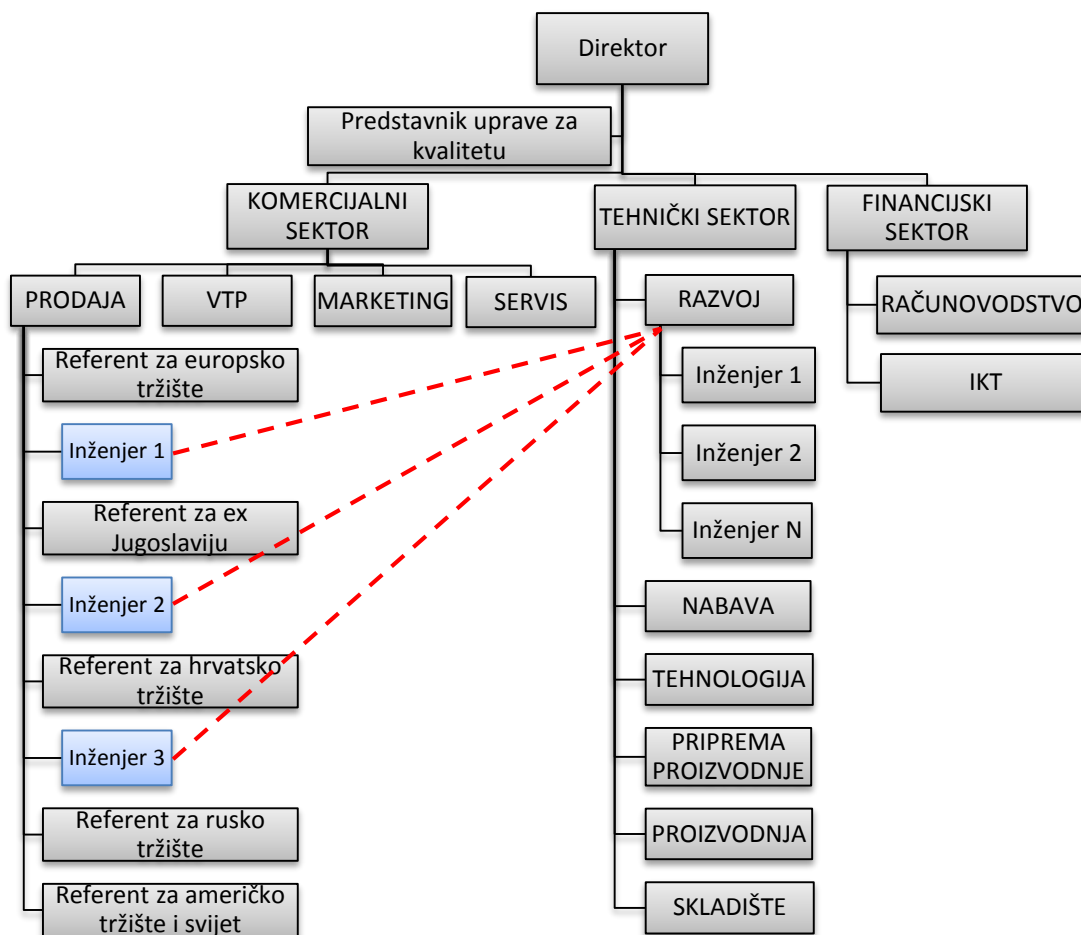 Direktor
Predstavnik uprave za
kvalitetu
KOMERCIJALNI
SEKTOR
TEHNIČKI SEKTOR
FINANCIJSKI
SEKTOR
PRODAJA
VTP
MARKETING
SERVIS
Referent za europsko
tržište
Inženjer 1
Referent za ex
Jugoslaviju
Inženjer 2
Referent za hrvatsko
tržište
Inženjer 3
Referent za rusko
tržište
Referent za američko
tržište i svijet
RAZVOJ
Inženjer 1
Inženjer 2
Inženjer N
NABAVA
TEHNOLOGIJA
PRIPREMA
PROIZVODNJE
PROIZVODNJA
SKLADIŠTE
RAČUNOVODSTVO
IKT